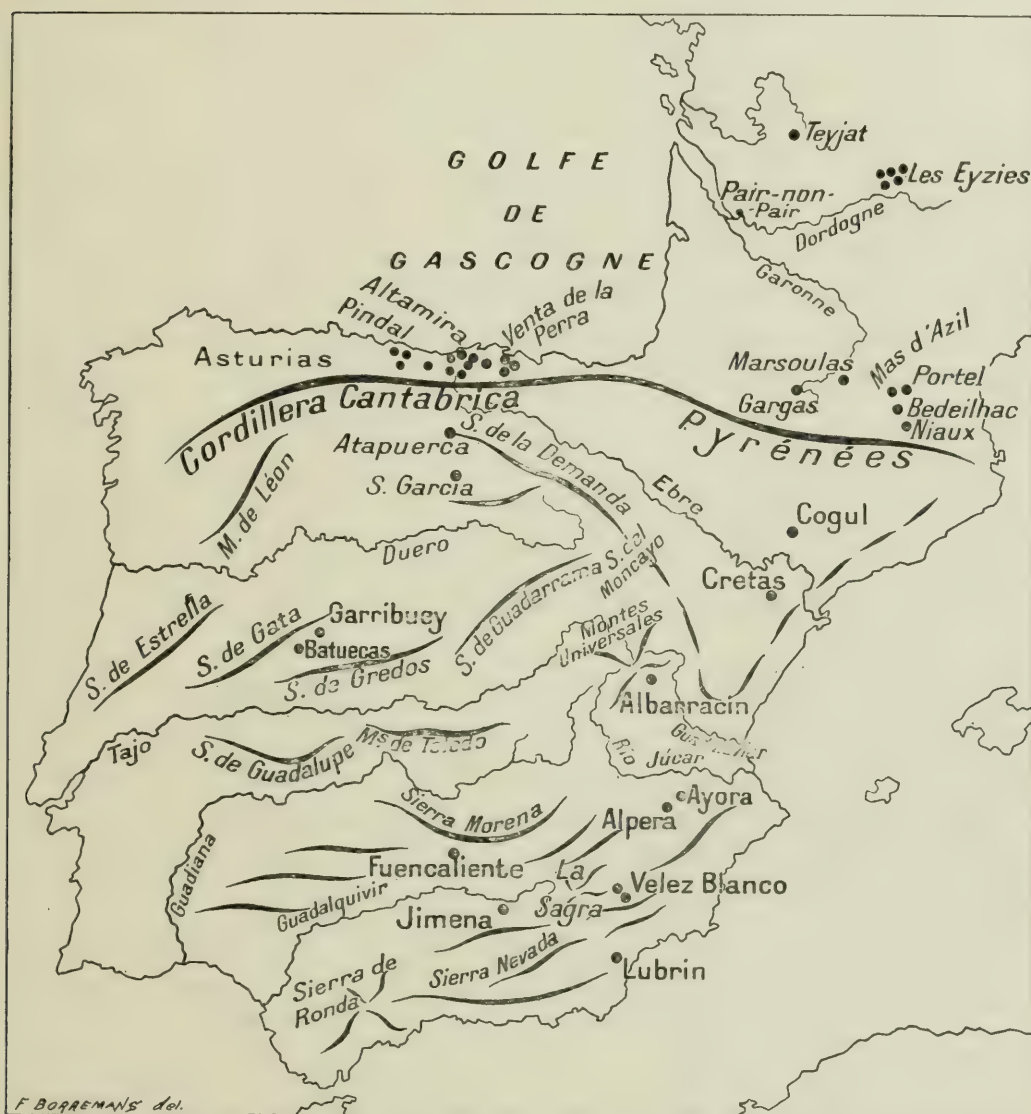 GOLFE
DE
GASCOGNE
Teyjat
Les Eyzies
Pair-non-
-Pair
Dordogne
Garonne
Altamira
Pindal
Venta de la
Perra
Asturias
Mas d'Azil
Marsoulas
Portel
Gargas
Bedeilhac
Niaux
Cordillera Cantabrica
Pyrénées
Atapuerca
S. de la Demanda
S. Garcia
M. de Léon
Ebre
Cogul
Duero
S. de Guadarrama
S. del
Moncayo
Cretas
S. de Estrella
S. de Gata
Garribuey
Batuecas
S. de Gredos
Montes
Universales
Albarracin
Tajo
S. de Guadalupe
Ms de Toledo
Rio
Júcar
Ayora
Alpera
Sierra Morena
Guadiana
Fuencaliente
La
Sagra
Velez Blanco
Guadalquivir
Jimena
Sierra Nevada
Lubrin
Sierra de
Ronda
F BORREMANS del.